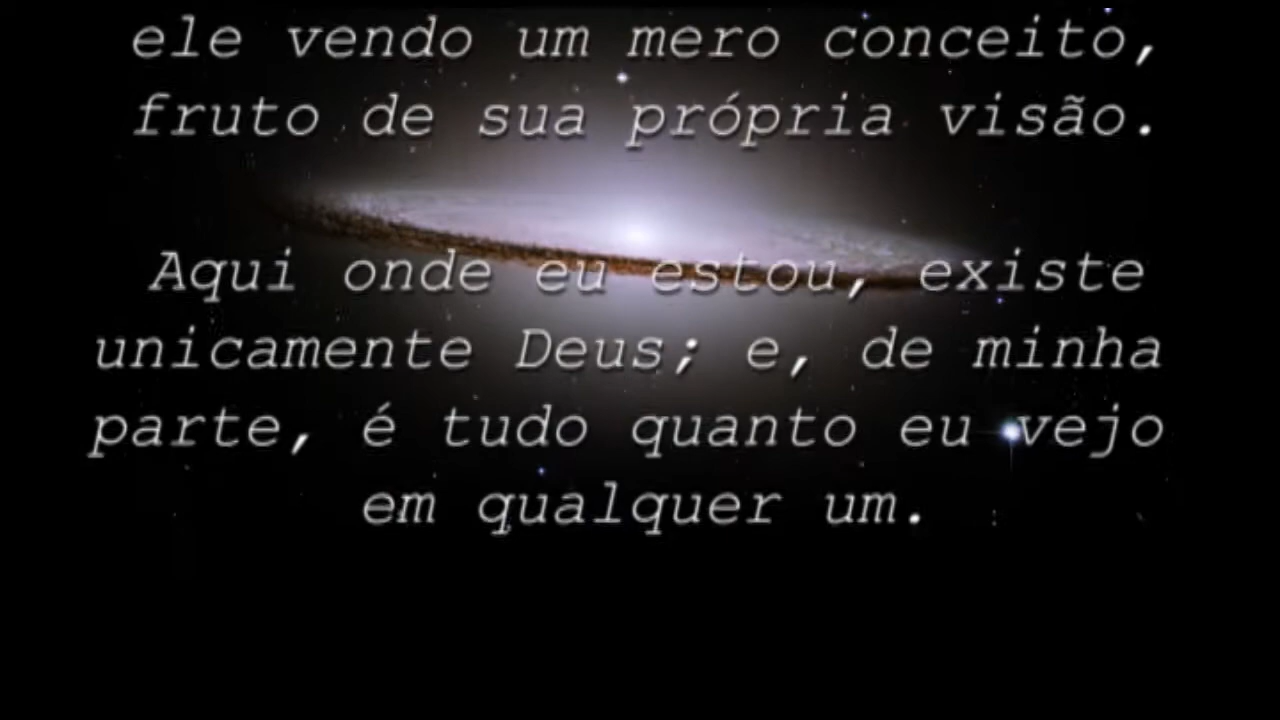 ele vendo um mero conceito,
fruto de sua própria visão.
Aqui onde eu estou, existe
unicamente Deus; e, de minha
parte, é tudo quanto eu vejo
em qualquer um.